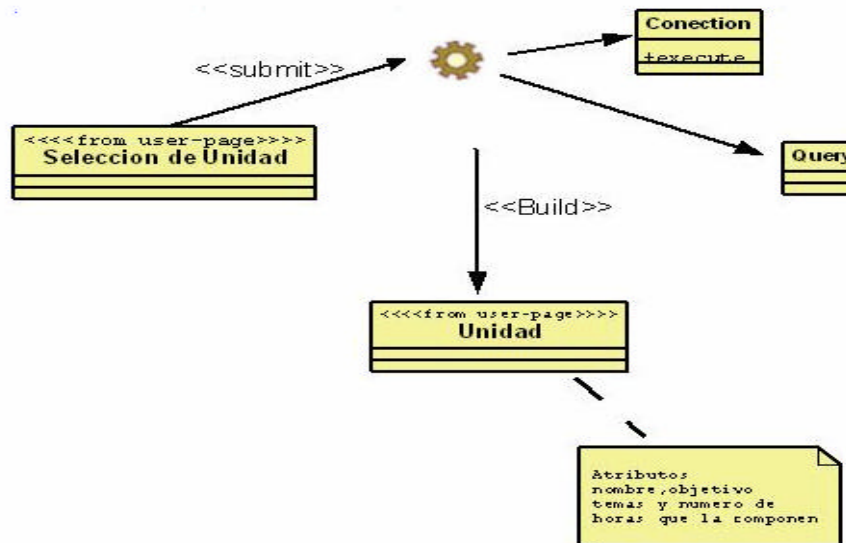 Conection
+execute
<<submit>>
<<<<from user-page>>>>
Seleccion de Unidad
Query
<<Build>>
<<<<from user-page>>>>
Unidad
Atributos
nombre,objetivo
temas y numero de
horas que la componen